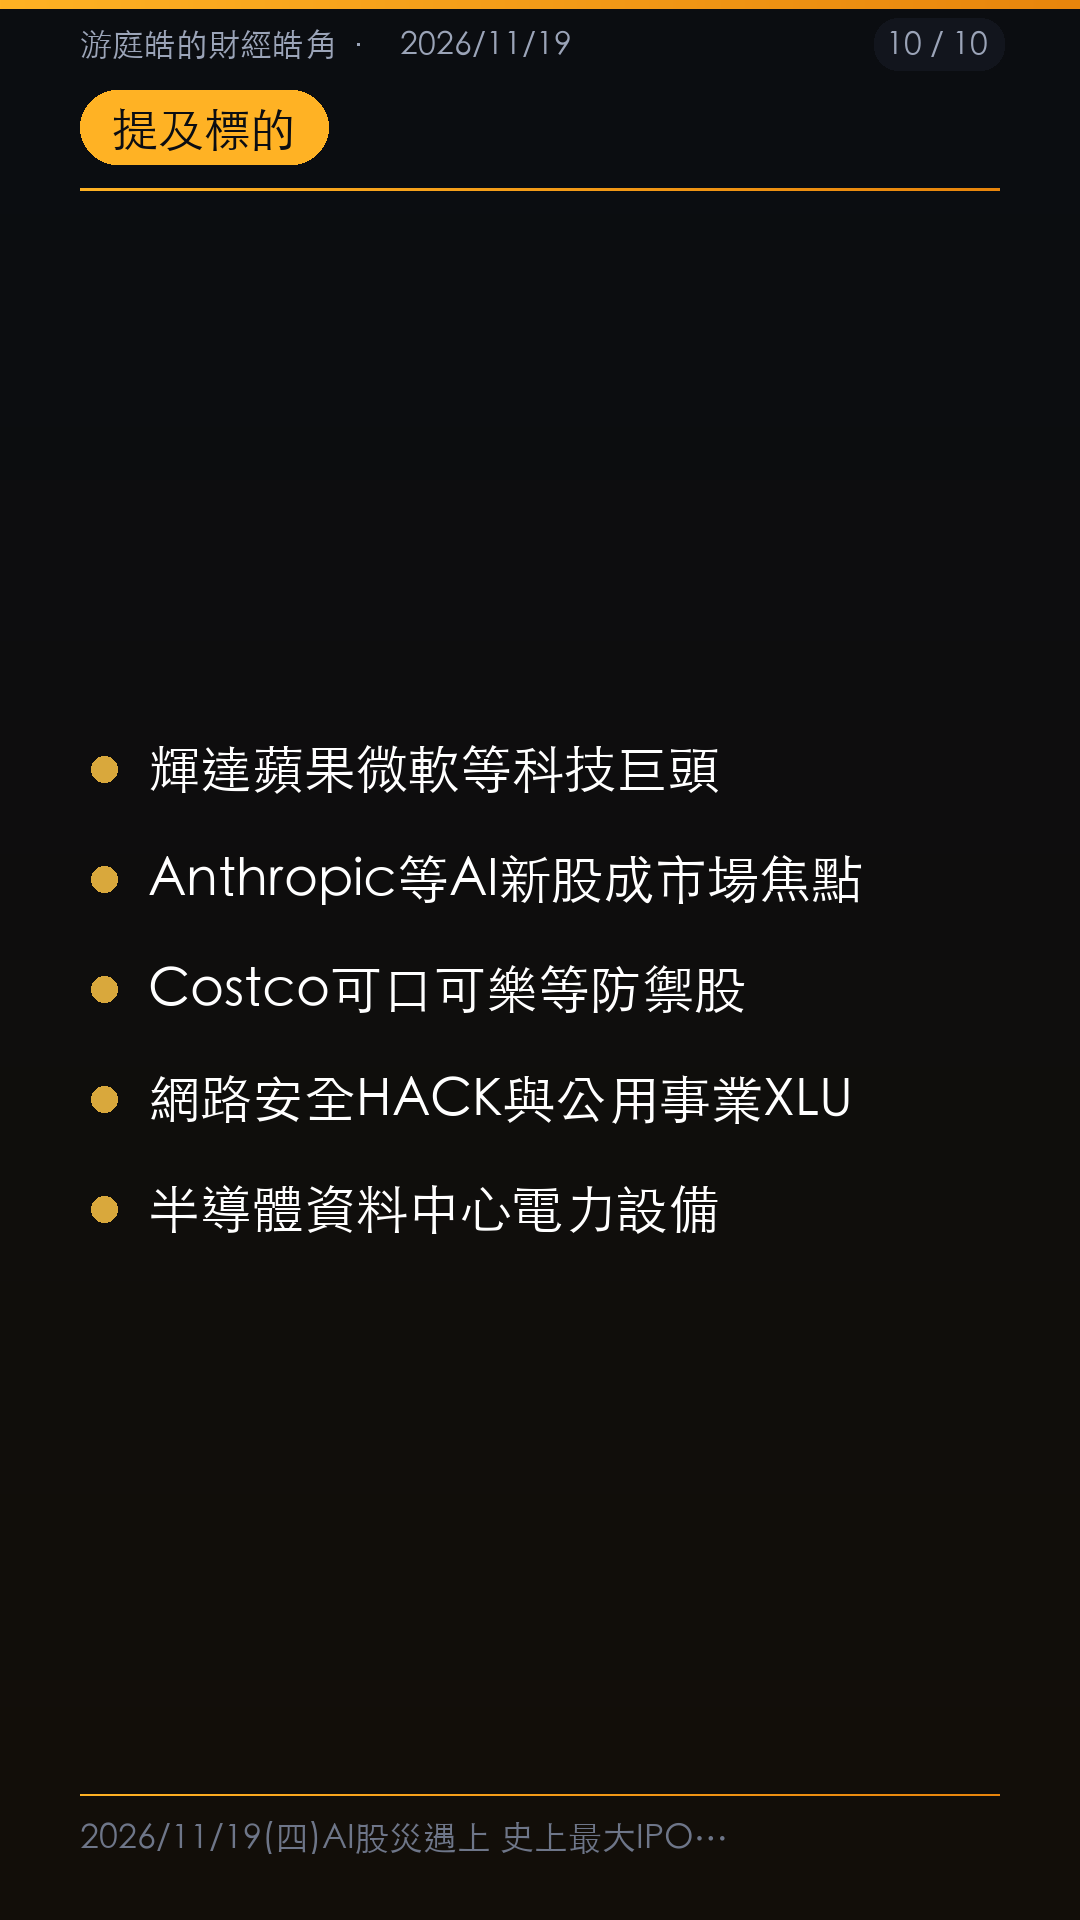 游庭皓的財經皓角 · 2026/11/19
10 / 10
提及標的
輝達蘋果微軟等科技巨頭
Anthropic等AI新股成市場焦點
Costco可口可樂等防禦股
網路安全HACK與公用事業XLU
半導體資料中心電力設備
2026/11/19(四)AI股災遇上 史上最大IPO⋯